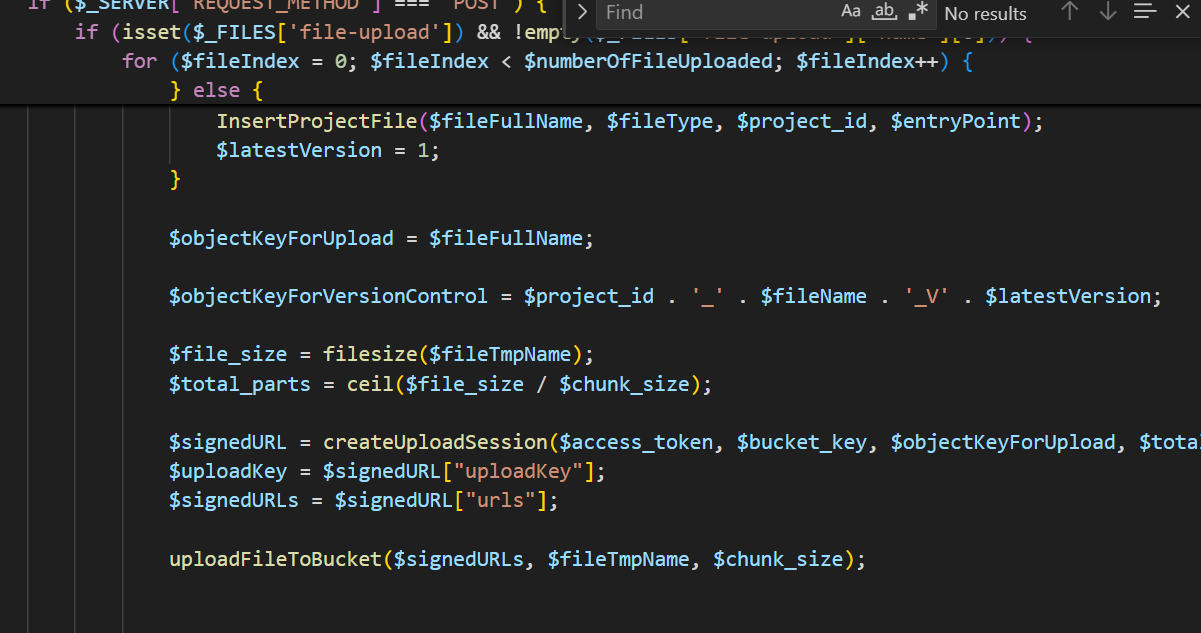 if ($_SERVER['REQUEST_METHOD'] === 'POST') {
Find
Aa
ab
.*
No results
if (isset($_FILES['file-upload']) && !empty
for ($fileIndex = 0; $fileIndex < $numberOfFileUploaded; $fileIndex++) {
} else {
InsertProjectFile($fileFullName, $fileType, $project_id, $entryPoint);
$latestVersion = 1;
}
$objectKeyForUpload = $fileFullName;
$objectKeyForVersionControl = $project_id . '_' . $fileName . '_V' . $latestVersion;
$file_size = filesize($fileTmpName);
$total_parts = ceil($file_size / $chunk_size);
$signedURL = createUploadSession($access_token, $bucket_key, $objectKeyForUpload, $tota
$uploadKey = $signedURL["uploadKey"];
$signedURLs = $signedURL["urls"];
uploadFileToBucket($signedURLs, $fileTmpName, $chunk_size);